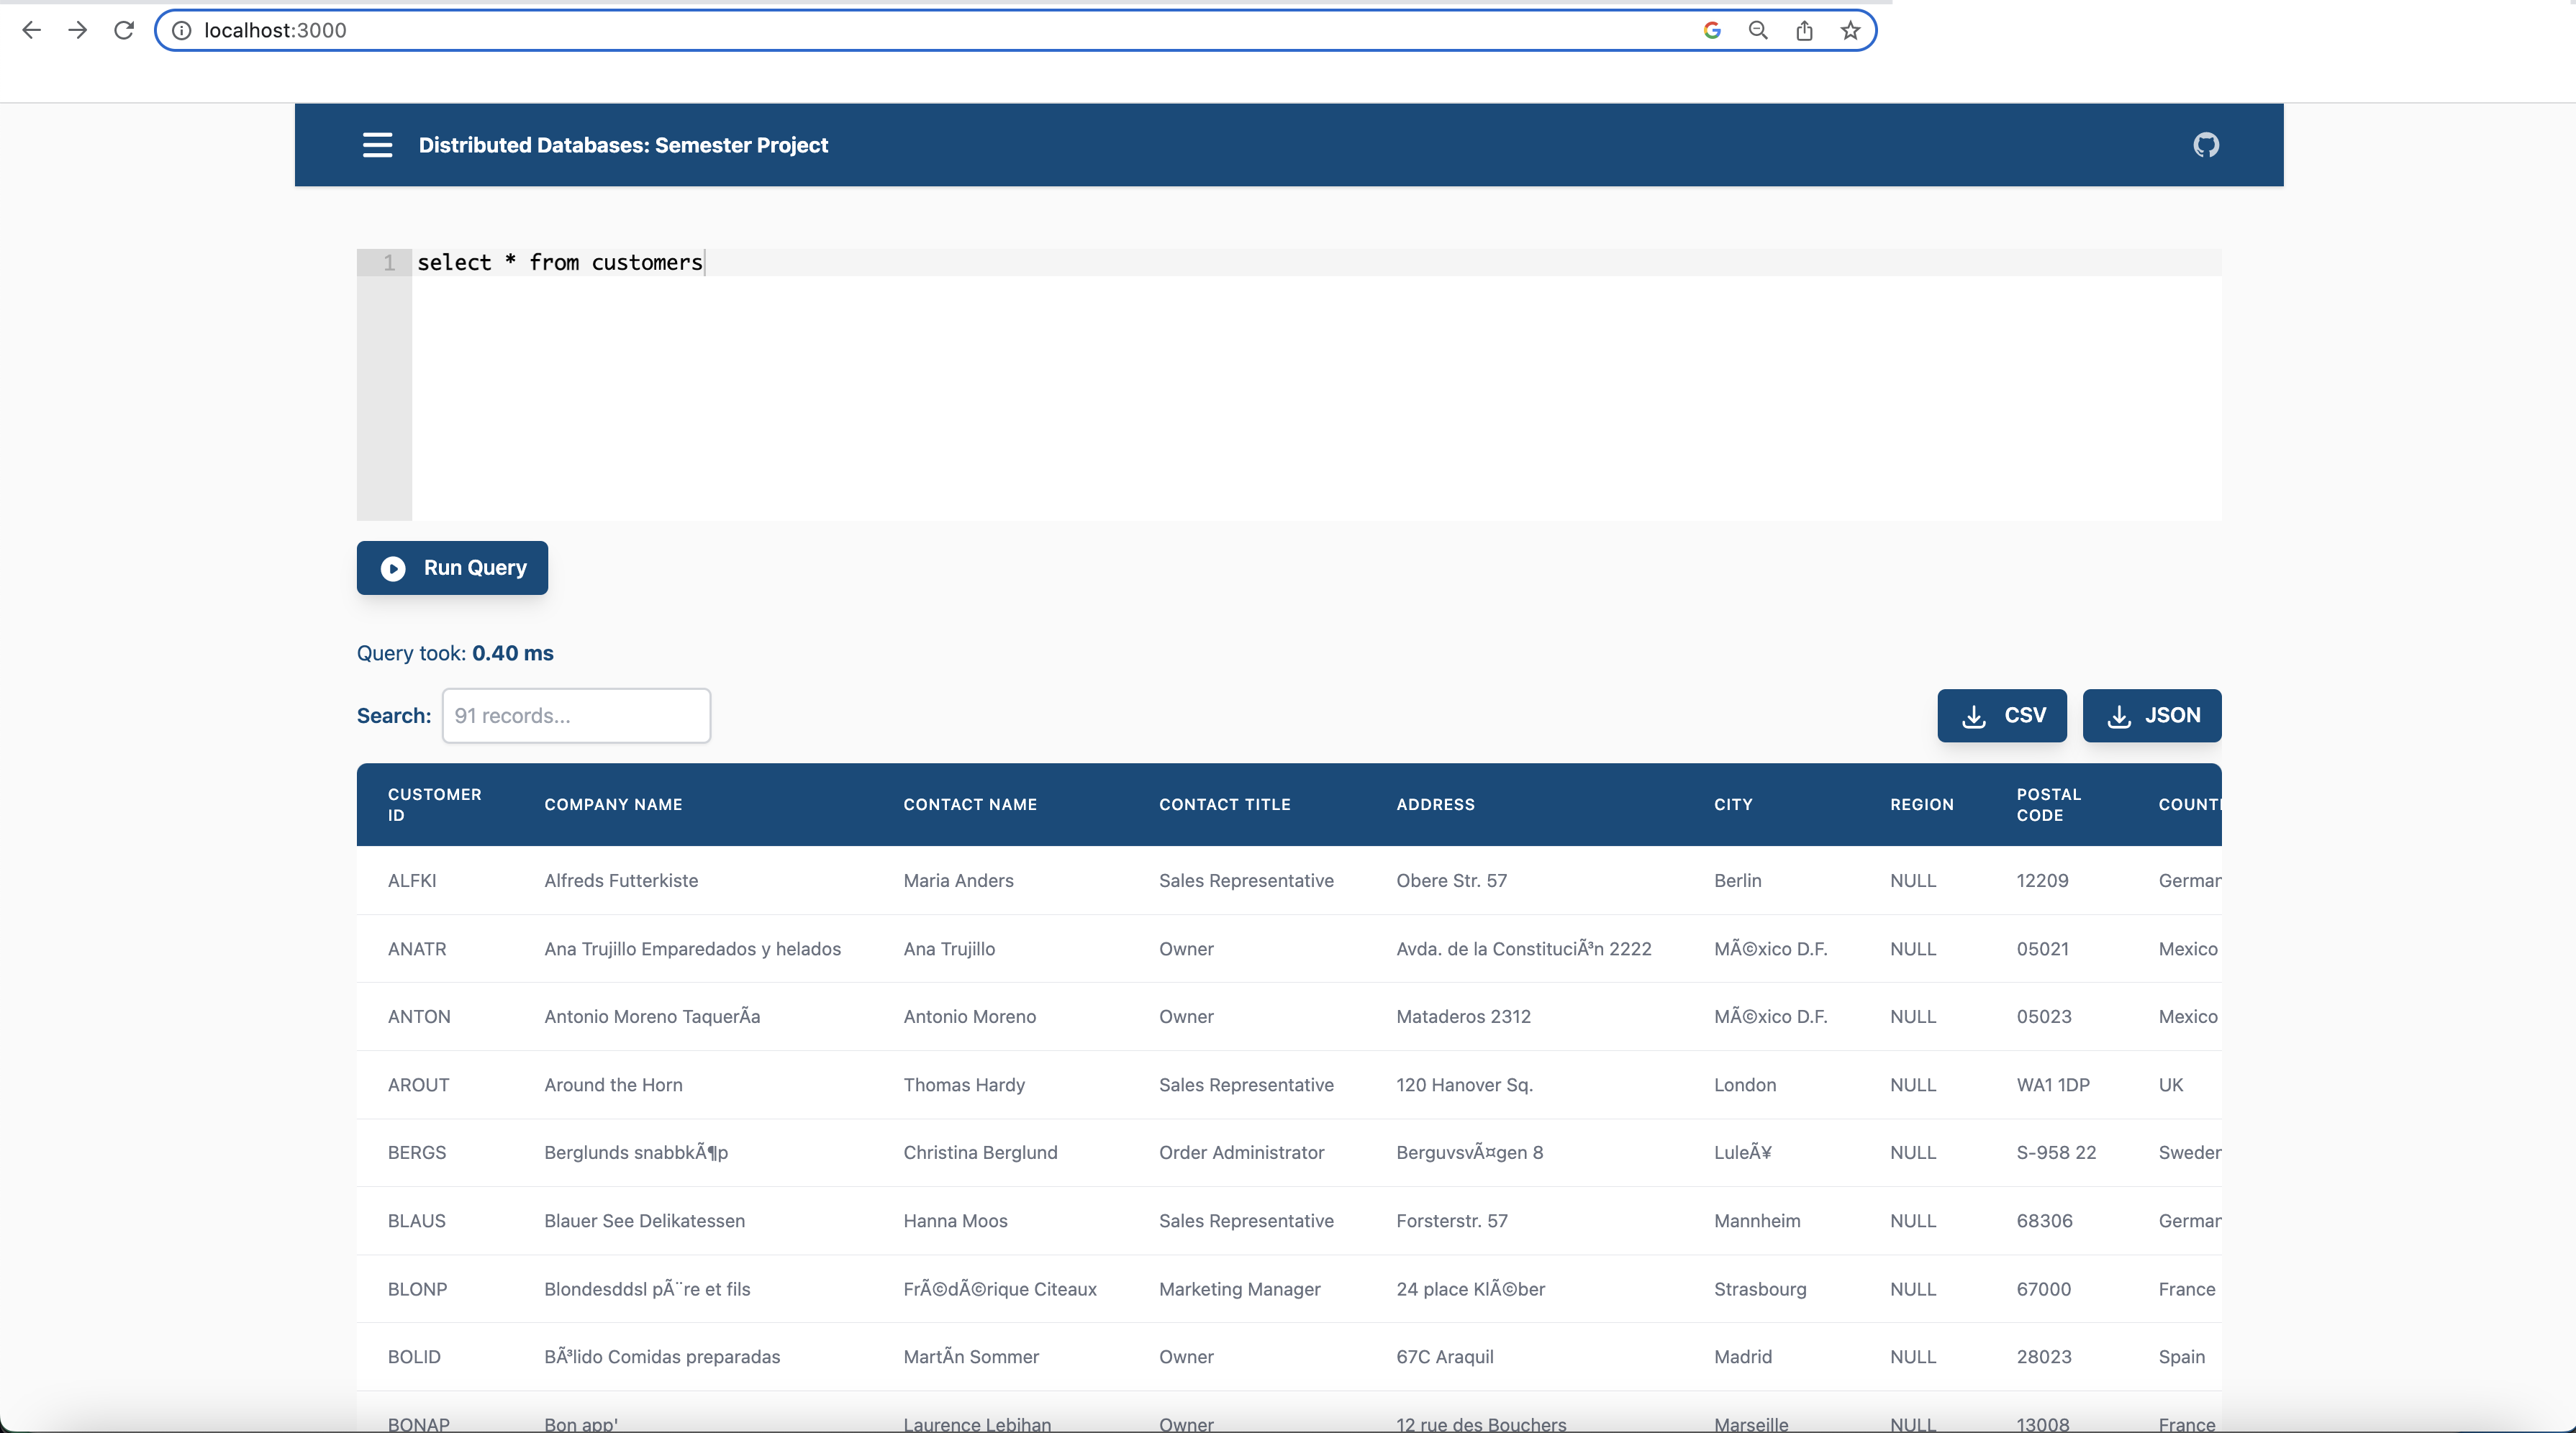 localhost:3000
Distributed Databases: Semester Project
1 select * from customers
Run Query
Query took: 0.40 ms
Search: 91 records... CSV JSON
CUSTOMER ID COMPANY NAME CONTACT NAME CONTACT TITLE ADDRESS CITY REGION POSTAL CODE COUNTR
ALFKI Alfreds Futterkiste Maria Anders Sales Representative Obere Str. 57 Berlin NULL 12209 German
ANATR Ana Trujillo Emparedados y helados Ana Trujillo Owner Avda. de la ConstituciÃ³n 2222 MÃ©xico D.F. NULL 05021 Mexico
ANTON Antonio Moreno TaquerÃa Antonio Moreno Owner Mataderos 2312 MÃ©xico D.F. NULL 05023 Mexico
AROUT Around the Horn Thomas Hardy Sales Representative 120 Hanover Sq. London NULL WA1 1DP UK
BERGS Berglunds snabbkÃ¶p Christina Berglund Order Administrator BerguvsvÃ¤gen 8 LuleÃ¥ NULL S-958 22 Sweden
BLAUS Blauer See Delikatessen Hanna Moos Sales Representative Forsterstr. 57 Mannheim NULL 68306 German
BLONP Blondesddsl pÃ¨re et fils FrÃ©dÃ©rique Citeaux Marketing Manager 24 place KlÃ©ber Strasbourg NULL 67000 France
BOLID BÃ³lido Comidas preparadas MartÃn Sommer Owner 67C Araquil Madrid NULL 28023 Spain
BONAP Bon app' Laurence Lebihan Owner 12 rue des Bouchers Marseille NULL 13008 France